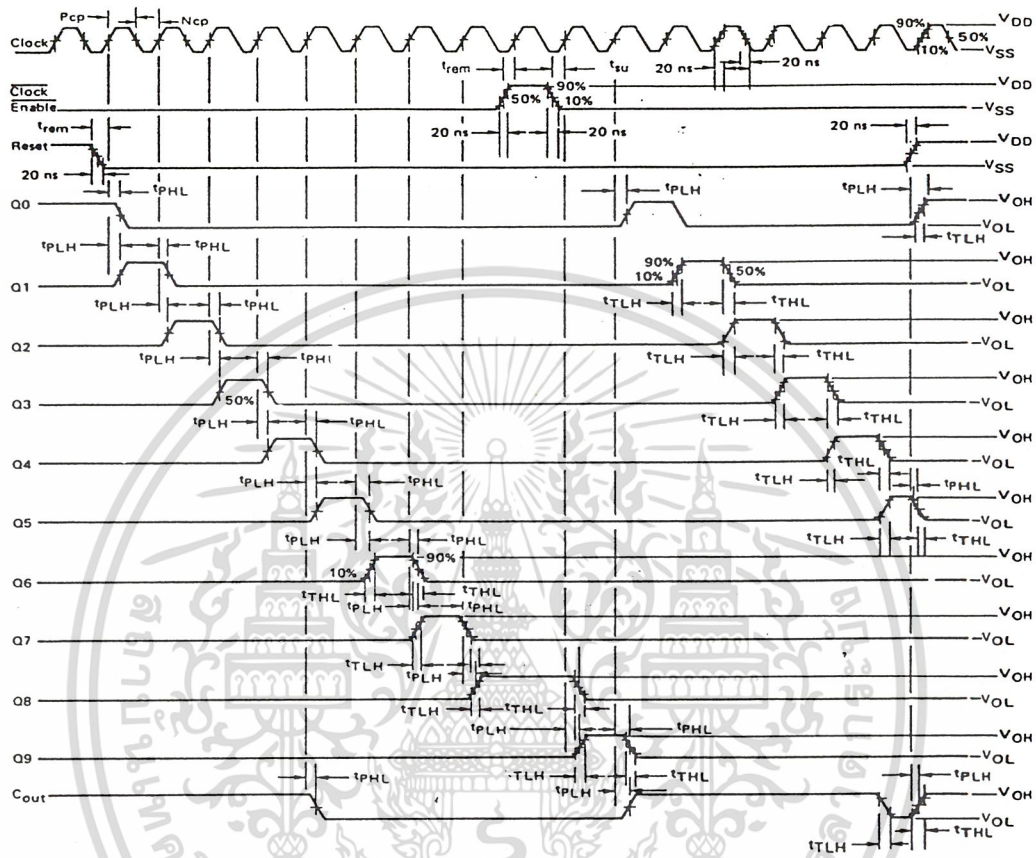 Pcp Ncp VDD
Clock 90% 50%
10% VSS
trem tsu 20 ns 20 ns
Clock 90% VDD
Enable 50% 10% -VSS
trem 20 ns 20 ns 20 ns
Reset VDD
20 ns VSS
tPHL tPLH tPLH
Q0 VOH
VOL
tPLH tPHL tTLH
90% 50% VOH
Q1 10% -VOL
tPLH tPHL tTLH tTHL
VOH
Q2 -VOL
tPLH tPHL tTLH tTHL
VOH
Q3 50% -VOL
tPLH tPHL tTLH tTHL
VOH
Q4 tTHL -VOL
tPLH tPHL tTLH tPHL
VOH
Q5 -VOL
tPLH tPHL tTHL
90% VOH
Q6 10% -VOL
tTHL tTHL
tPLH tPHL
VOH
Q7 -VOL
tTLH tPLH
VOH
Q8 -VOL
tTLH tTHL
tPLH tPHL
VOH
Q9 -VOL
tTLH tTHL
tPHL tPLH tPLH
Cout VOH
VOL
tTHL
tTLH